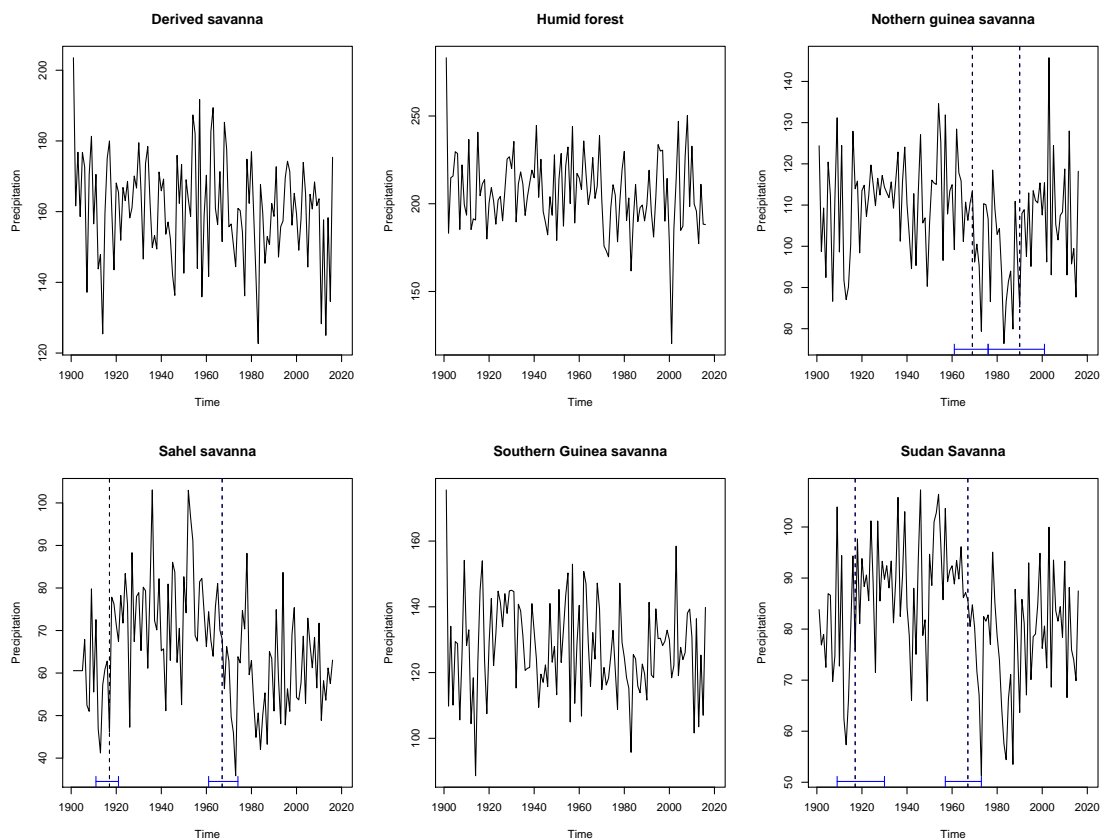 Derived savanna
Precipitation
200
180
160
140
120
1900 1920 1940 1960 1980 2000 2020
Time
Humid forest
Precipitation
250
200
150
1900 1920 1940 1960 1980 2000 2020
Time
Nothern guinea savanna
Precipitation
140
130
120
110
100
90
80
1900 1920 1940 1960 1980 2000 2020
Time
Sahel savanna
Precipitation
100
90
80
70
60
50
40
1900 1920 1940 1960 1980 2000 2020
Time
Southern Guinea savanna
Precipitation
160
140
120
100
1900 1920 1940 1960 1980 2000 2020
Time
Sudan Savanna
Precipitation
100
90
80
70
60
50
1900 1920 1940 1960 1980 2000 2020
Time